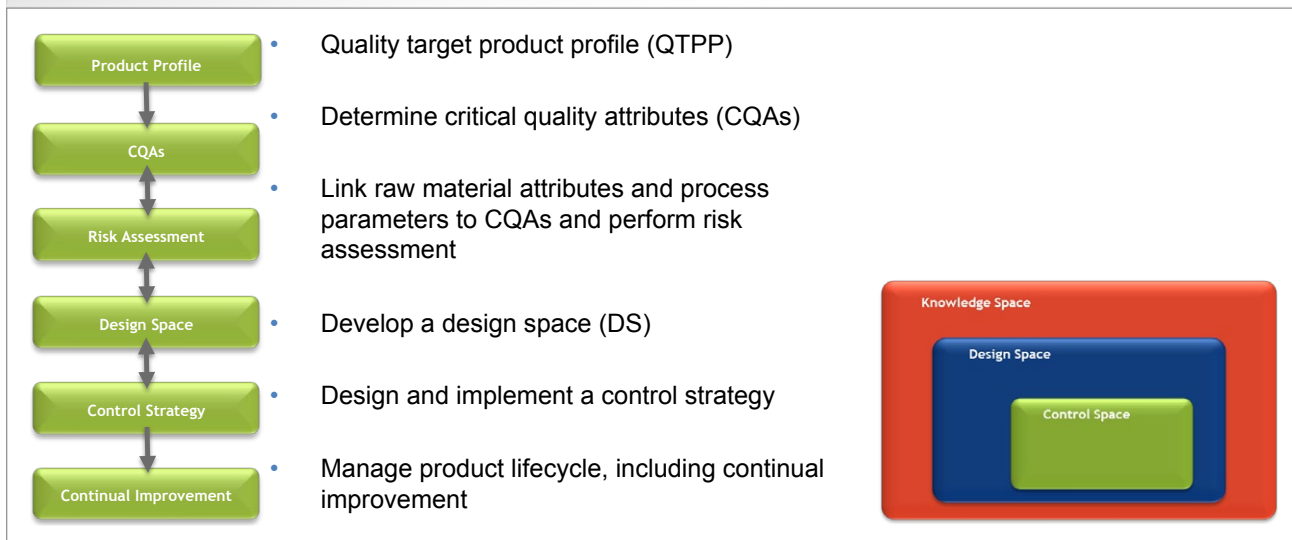 Product Profile
• Quality target product profile (QTPP)
CQAs
• Determine critical quality attributes (CQAs)
Risk Assessment
• Link raw material attributes and process
parameters to CQAs and perform risk
assessment
Design Space
• Develop a design space (DS)
Control Strategy
• Design and implement a control strategy
Continual Improvement
• Manage product lifecycle, including continual
improvement
Knowledge Space
Design Space
Control Space